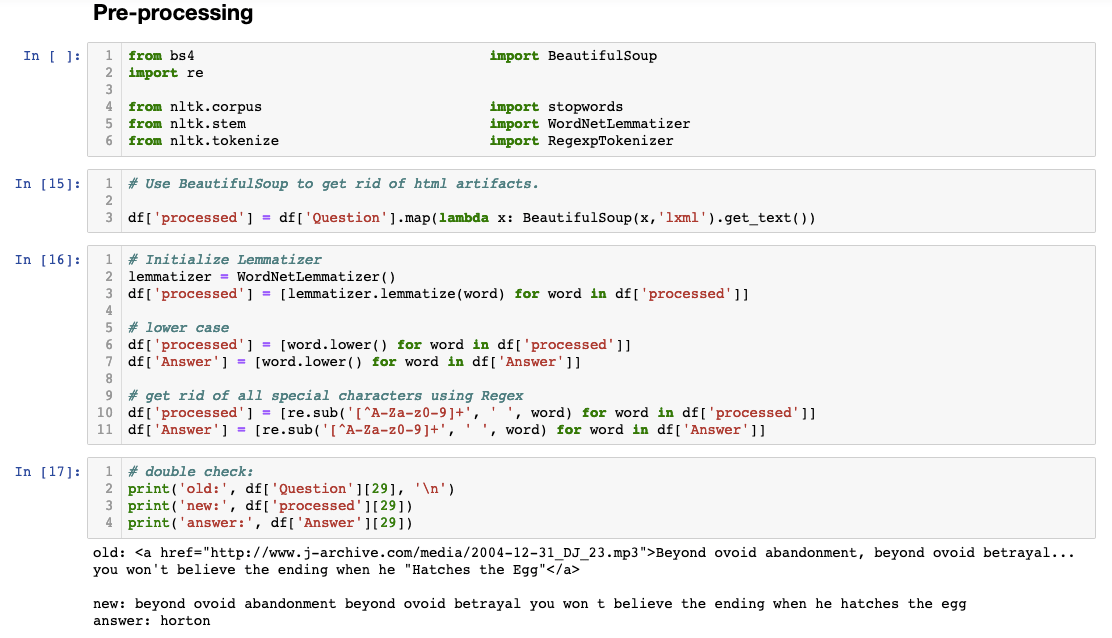 Pre-processing
In [ ]:
1 from bs4 import BeautifulSoup
2 import re
3
4 from nltk.corpus import stopwords
5 from nltk.stem import WordNetLemmatizer
6 from nltk.tokenize import RegexpTokenizer
In [15]:
1 # Use BeautifulSoup to get rid of html artifacts.
2
3 df['processed'] = df['Question'].map(lambda x: BeautifulSoup(x,'lxml').get_text())
In [16]:
1 # Initialize Lemmatizer
2 lemmatizer = WordNetLemmatizer()
3 df['processed'] = [lemmatizer.lemmatize(word) for word in df['processed']]
4
5 # lower case
6 df['processed'] = [word.lower() for word in df['processed']]
7 df['Answer'] = [word.lower() for word in df['Answer']]
8
9 # get rid of all special characters using Regex
10 df['processed'] = [re.sub('[^A-Za-z0-9]+', ' ', word) for word in df['processed']]
11 df['Answer'] = [re.sub('[^A-Za-z0-9]+', ' ', word) for word in df['Answer']]
In [17]:
1 # double check:
2 print('old:', df['Question'][29], '\n')
3 print('new:', df['processed'][29])
4 print('answer:', df['Answer'][29])
old: <a href="http://www.j-archive.com/media/2004-12-31_DJ_23.mp3">Beyond ovoid abandonment, beyond ovoid betrayal...
you won't believe the ending when he "Hatches the Egg"</a>
new: beyond ovoid abandonment beyond ovoid betrayal you won t believe the ending when he hatches the egg
answer: horton